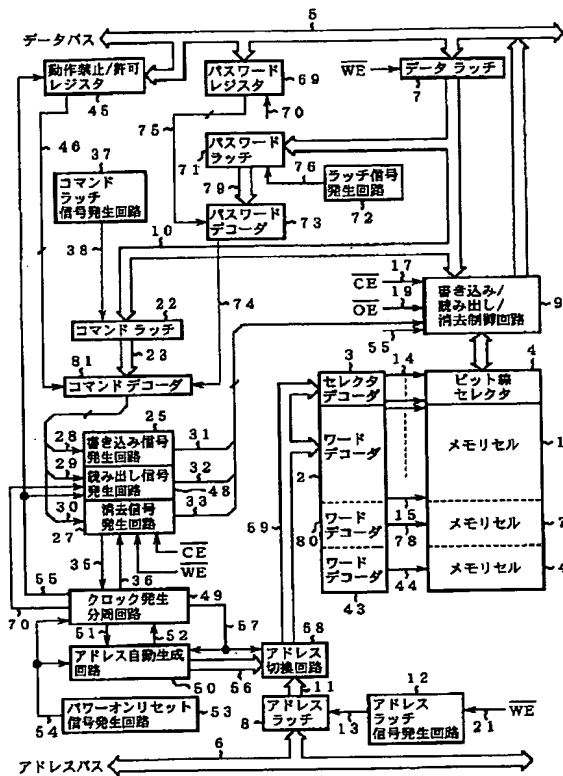 5
データバス
動作禁止/許可
レジスタ
45
パスワード
レジスタ
69
70
WE
データ ラッチ
7
75
46
37
コマンド
ラッチ
信号発生回路
38
パスワード
ラッチ
71
76
79
ラッチ信号
発生回路
72
パスワード
デコーダ
73
10
74
22
コマンド ラッチ
23
81
コマンド デコーダ
CE
17
OE
19
55
書き込み/
読み出し/
消去制御回路
9
3
14
4
セレクタ
デコーダ
ビット線
セレクタ
25
28
書き込み信号
発生回路
31
29
読み出し信号
発生回路
32
48
30
消去信号
発生回路
33
27
ワード
デコーダ
2
メモリセル
1
15
80
ワード
デコーダ
78
メモリセル
7
ワード
デコーダ
44
43
メモリセル
4
59
35
36
CE
WE
55
70
クロック発生
分周回路
49
51
52
57
アドレス自動生成
回路
50
56
アドレス
切換回路
58
11
パワーオンリセット
信号発生回路
53
54
アドレス
ラッチ
8
13
12
アドレス
ラッチ
信号発生回路
WE
21
6
アドレスバス